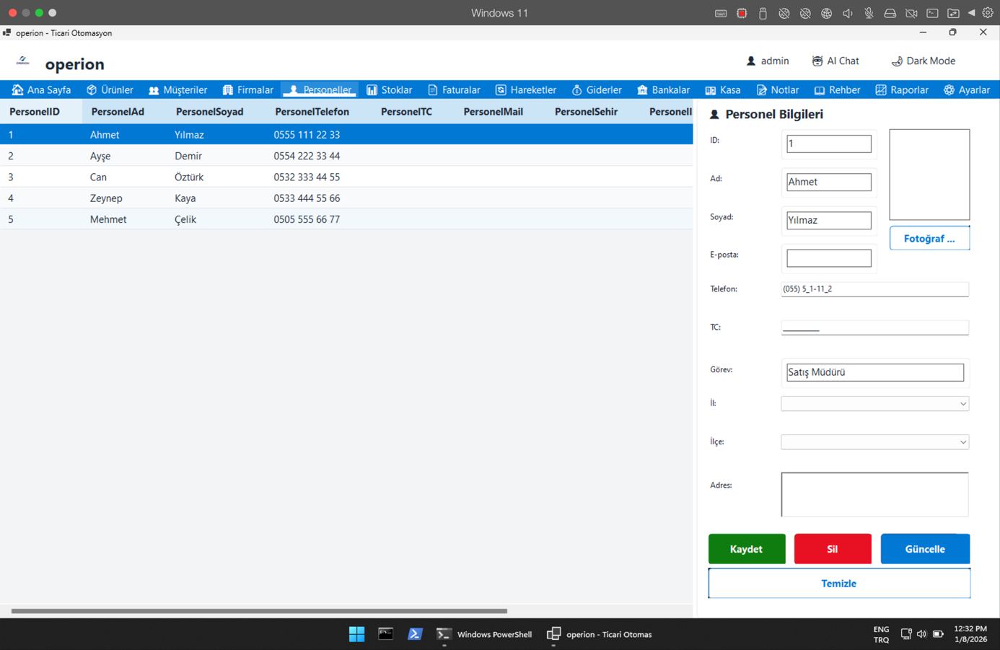 Windows 11
operion - Ticari Otomasyon
OPERION
operion
admin
AI Chat
Dark Mode
Ana Sayfa Ürünler Müşteriler Firmalar Personeller Stoklar Faturalar Hareketler Giderler Bankalar Kasa Notlar Rehber Raporlar Ayarlar
PersonelID PersonelAd PersonelSoyad PersonelTelefon PersonelTC PersonelMail PersonelSehir
1 Ahmet Yılmaz 0555 111 22 33
2 Ayşe Demir 0554 222 33 44
3 Can Öztürk 0532 333 44 55
4 Zeynep Kaya 0533 444 55 66
5 Mehmet Çelik 0505 555 66 77
Personel Bilgileri
ID: 1
Ad: Ahmet
Soyad: Yılmaz
Fotoğraf ...
E-posta:
Telefon: (055) 5_1-11_2
TC: ___________
Görev: Satış Müdürü
İl:
İlçe:
Adres:
Kaydet Sil Güncelle
Temizle
Windows PowerShell
operion - Ticari Otomas
ENG
TRQ
12:32 PM
1/8/2026